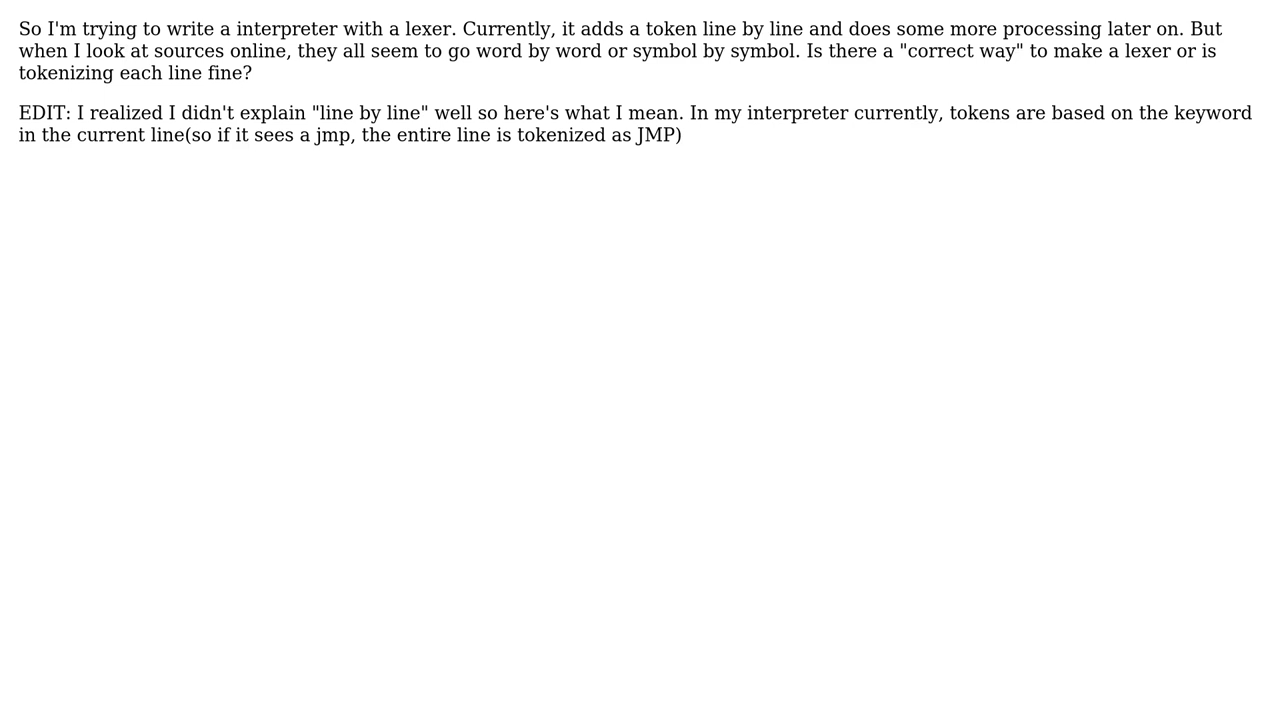 So I'm trying to write a interpreter with a lexer. Currently, it adds a token line by line and does some more processing later on. But
when I look at sources online, they all seem to go word by word or symbol by symbol. Is there a "correct way" to make a lexer or is
tokenizing each line fine?
EDIT: I realized I didn't explain "line by line" well so here's what I mean. In my interpreter currently, tokens are based on the keyword
in the current line(so if it sees a jmp, the entire line is tokenized as JMP)